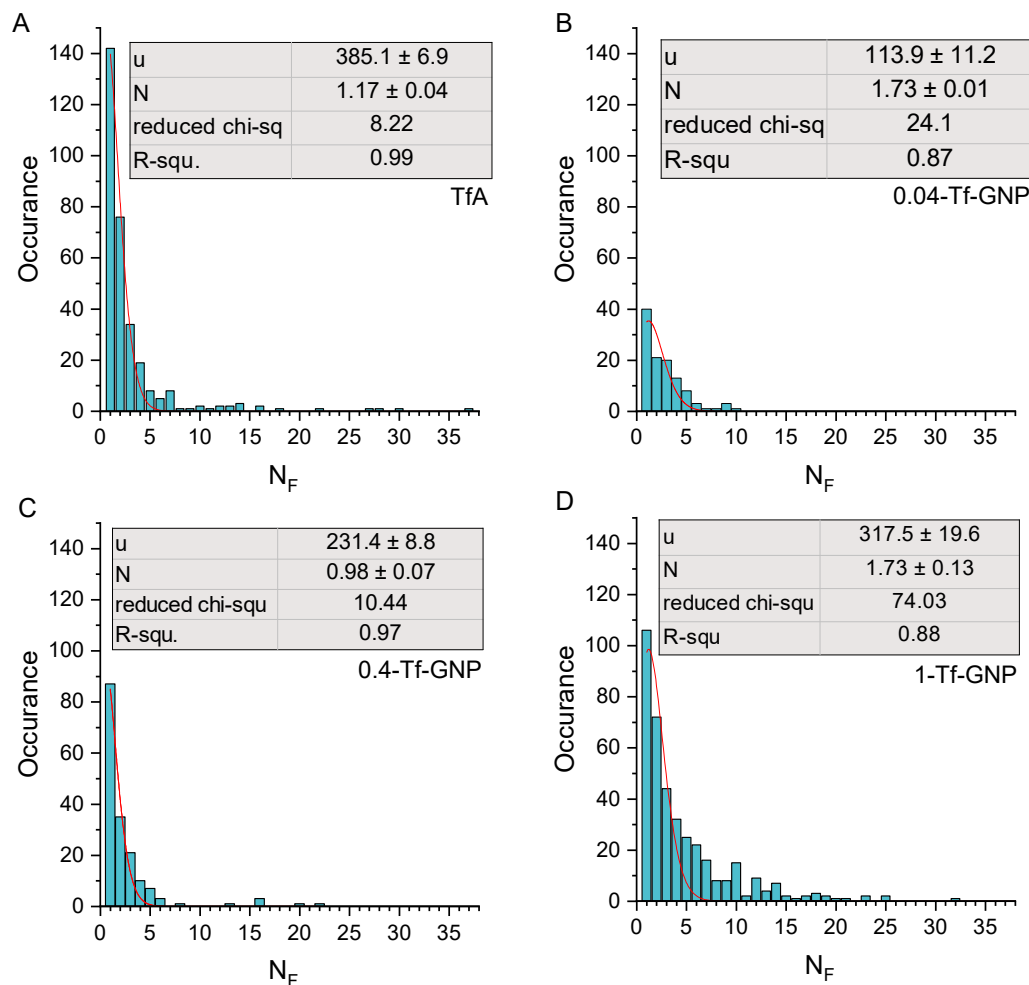 A
u 385.1 ± 6.9
N 1.17 ± 0.04
reduced chi-sq 8.22
R-squ. 0.99
TfA
Occurance
140
120
100
80
60
40
20
0
0 5 10 15 20 25 30 35
N_F
B
u 113.9 ± 11.2
N 1.73 ± 0.01
reduced chi-sq 24.1
R-squ 0.87
0.04-Tf-GNP
Occurance
140
120
100
80
60
40
20
0
0 5 10 15 20 25 30 35
N_F
C
u 231.4 ± 8.8
N 0.98 ± 0.07
reduced chi-squ 10.44
R-squ. 0.97
0.4-Tf-GNP
Occurance
140
120
100
80
60
40
20
0
0 5 10 15 20 25 30 35
N_F
D
u 317.5 ± 19.6
N 1.73 ± 0.13
reduced chi-squ 74.03
R-squ 0.88
1-Tf-GNP
Occurance
140
120
100
80
60
40
20
0
0 5 10 15 20 25 30 35
N_F